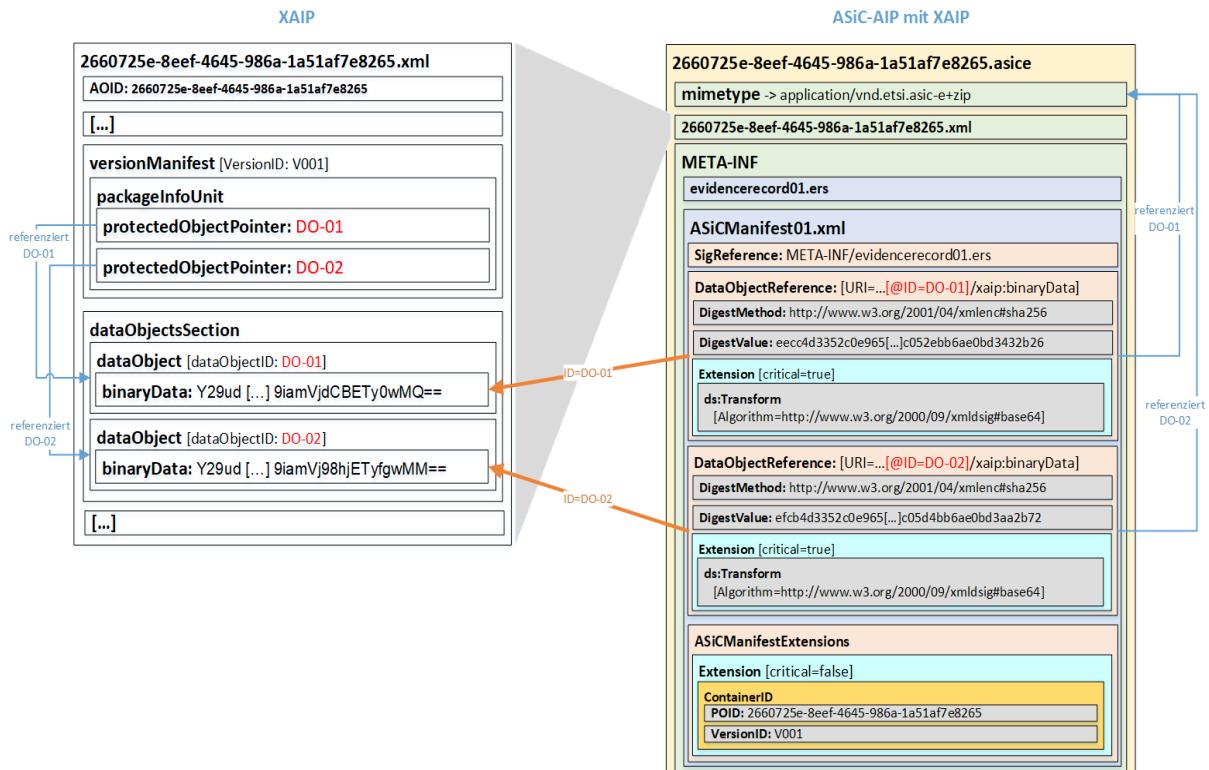 XAIP
2660725e-8eef-4645-986a-1a51af7e8265.xml
AOID: 2660725e-8eef-4645-986a-1a51af7e8265
[...]
versionManifest [VersionID: V001]
packageInfoUnit
protectedObjectPointer: DO-01
protectedObjectPointer: DO-02
referenziert
DO-01
dataObjectsSection
dataObject [dataObjectID: DO-01]
binaryData: Y29ud [...] 9iamVjdCBETy0wMQ==
referenziert
DO-02
dataObject [dataObjectID: DO-02]
binaryData: Y29ud [...] 9iamVj98hjETyfgwMM==
[...]
ID=DO-01
ID=DO-02
ASiC-AIP mit XAIP
2660725e-8eef-4645-986a-1a51af7e8265.asice
mimetype -> application/vnd.etsi.asic-e+zip
2660725e-8eef-4645-986a-1a51af7e8265.xml
META-INF
evidencerecord01.ers
ASiCManifest01.xml
SigReference: META-INF/evidencerecord01.ers
DataObjectReference: [URI=...[@ID=DO-01]/xaip:binaryData]
DigestMethod: http://www.w3.org/2001/04/xmlenc#sha256
DigestValue: eecc4d3352c0e965[...]c052ebb6ae0bd3432b26
Extension [critical=true]
ds:Transform
[Algorithm=http://www.w3.org/2000/09/xmldsig#base64]
DataObjectReference: [URI=...[@ID=DO-02]/xaip:binaryData]
DigestMethod: http://www.w3.org/2001/04/xmlenc#sha256
DigestValue: efcb4d3352c0e965[...]c05d4bb6ae0bd3aa2b72
Extension [critical=true]
ds:Transform
[Algorithm=http://www.w3.org/2000/09/xmldsig#base64]
ASiCManifestExtensions
Extension [critical=false]
ContainerID
POID: 2660725e-8eef-4645-986a-1a51af7e8265
VersionID: V001
referenziert
DO-01
referenziert
DO-02